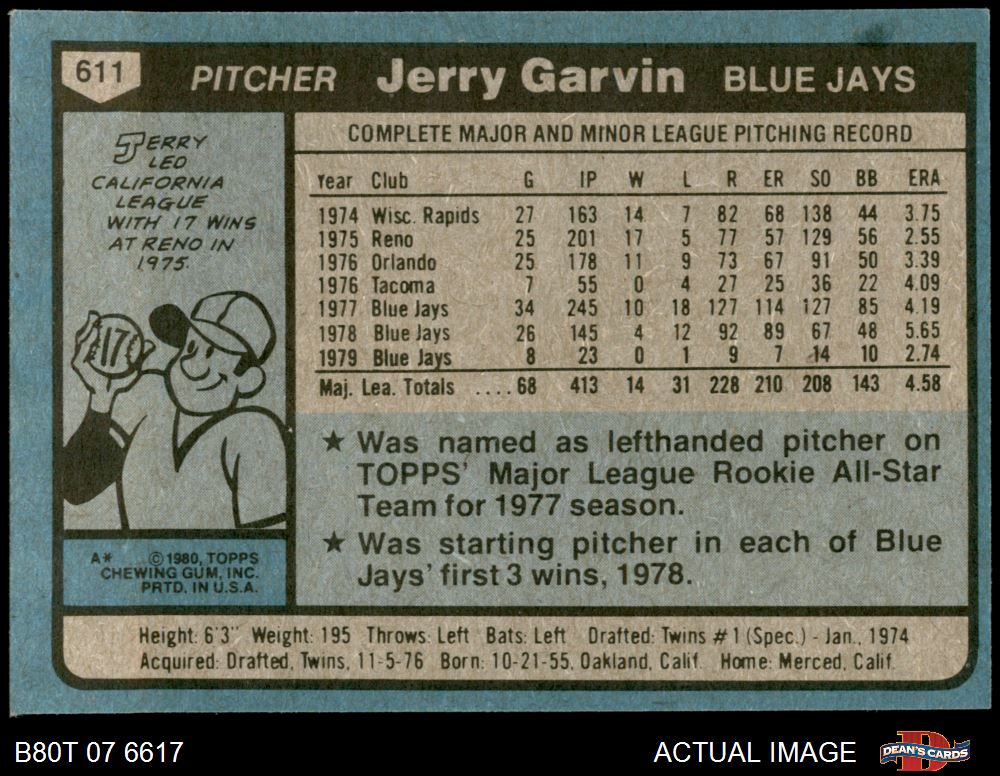 611 PITCHER Jerry Garvin BLUE JAYS
JERRY
LED
CALIFORNIA
LEAGUE
WITH 17 WINS
AT RENO IN
1975.
17
A* © 1980, TOPPS
CHEWING GUM, INC.
PRTD. IN U.S.A.
COMPLETE MAJOR AND MINOR LEAGUE PITCHING RECORD
Year Club G IP W L R ER SO BB ERA
1974 Wisc. Rapids 27 163 14 7 82 68 138 44 3.75
1975 Reno 25 201 17 5 77 57 129 56 2.55
1976 Orlando 25 178 11 9 73 67 91 50 3.39
1976 Tacoma 7 55 0 4 27 25 36 22 4.09
1977 Blue Jays 34 245 10 18 127 114 127 85 4.19
1978 Blue Jays 26 145 4 12 92 89 67 48 5.65
1979 Blue Jays 8 23 0 1 9 7 14 10 2.74
Maj. Lea. Totals ....68 413 14 31 228 210 208 143 4.58
★ Was named as lefthanded pitcher on
TOPPS' Major League Rookie All-Star
Team for 1977 season.
★ Was starting pitcher in each of Blue
Jays' first 3 wins, 1978.
Height: 6'3" Weight: 195 Throws: Left Bats: Left Drafted: Twins #1 (Spec.) - Jan., 1974
Acquired: Drafted, Twins, 11-5-76 Born: 10-21-55, Oakland, Calif. Home: Merced, Calif.
B80T 07 6617 ACTUAL IMAGE DEAN'S CARDS